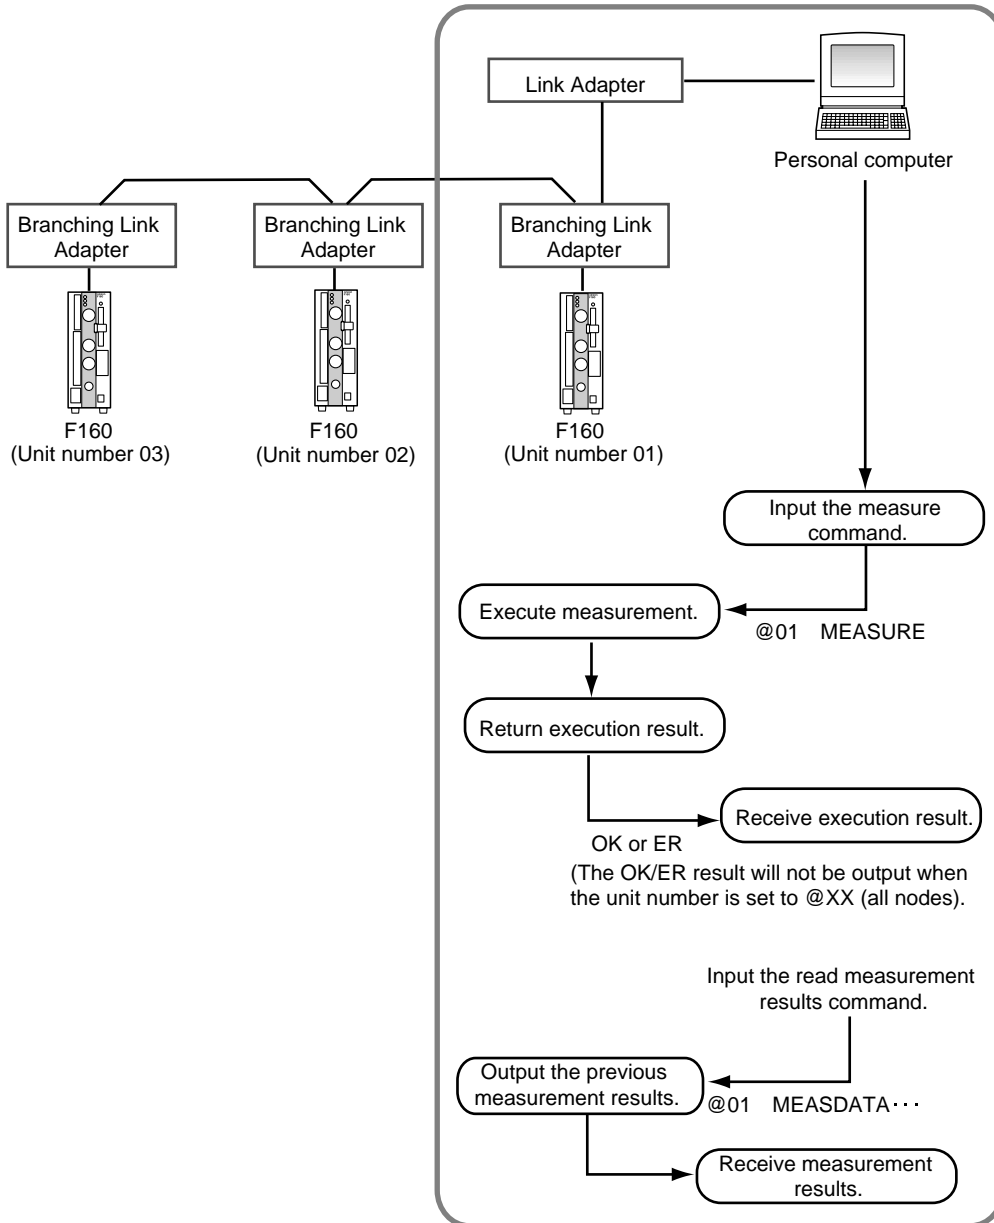 Link Adapter
Personal computer
Branching Link
Adapter
Branching Link
Adapter
Branching Link
Adapter
F160
(Unit number 03)
F160
(Unit number 02)
F160
(Unit number 01)
Input the measure
command.
Execute measurement.
@01 MEASURE
Return execution result.
Receive execution result.
OK or ER
(The OK/ER result will not be output when
the unit number is set to @XX (all nodes).
Input the read measurement
results command.
Output the previous
measurement results.
@01 MEASDATA···
Receive measurement
results.